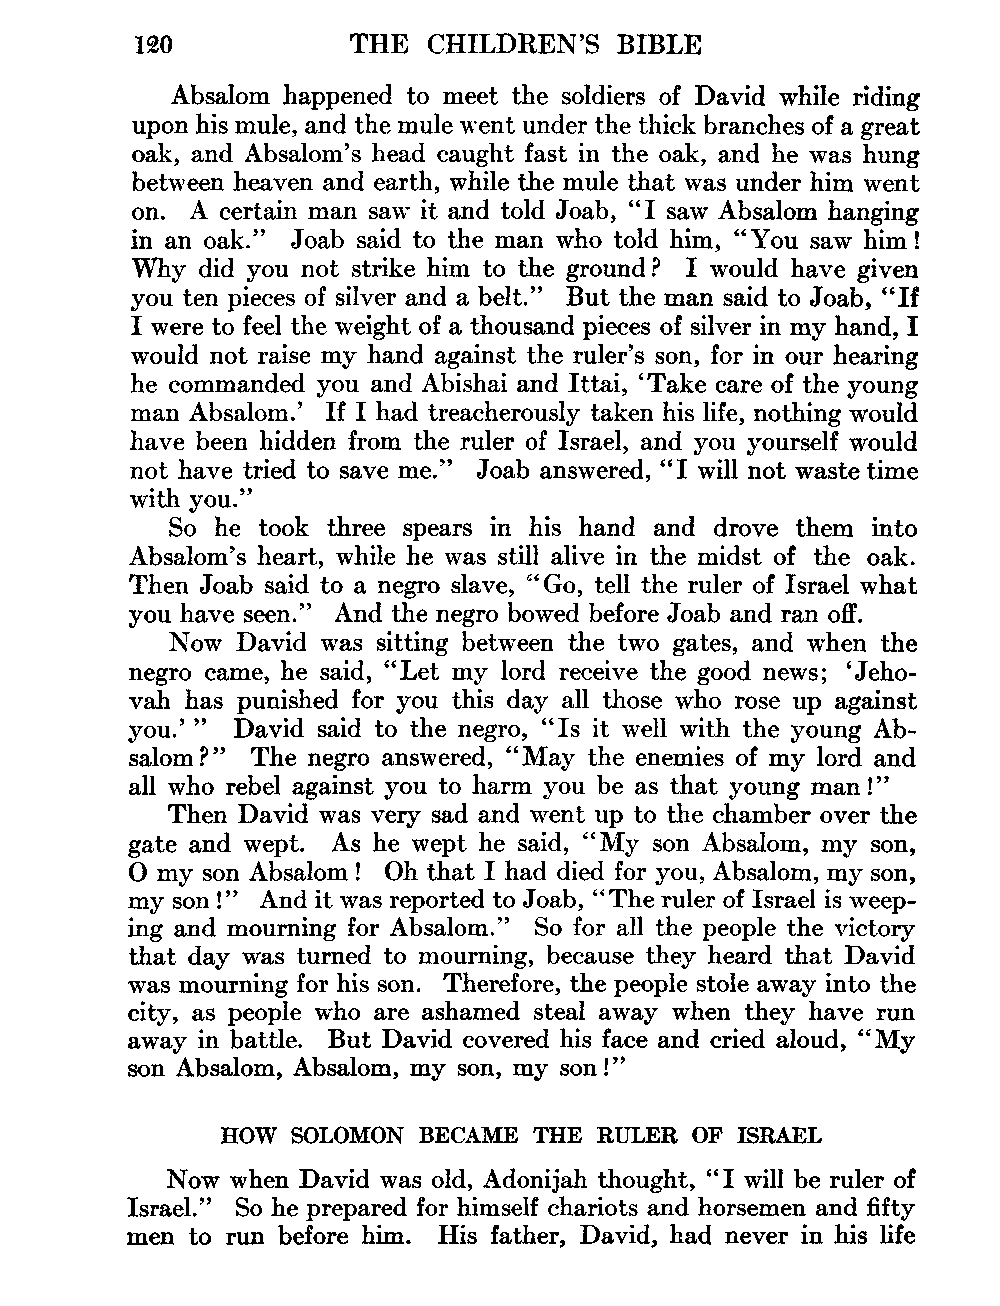 120 THE CHILDREN'S BIBLE
Absalom happened to meet the soldiers of David while riding
upon his mule, and the mule went under the thick branches of a great
oak, and Absalom's head caught fast in the oak, and he was hung
between heaven and earth, while the mule that was under him went
on. A certain man saw it and told Joab, "I saw Absalom hanging
in an oak." Joab said to the man who told him, "You saw him!
Why did you not strike him to the ground? I would have given
you ten pieces of silver and a belt." But the man said to Joab, "If
I were to feel the weight of a thousand pieces of silver in my hand, I
would not raise my hand against the ruler's son, for in our hearing
he commanded you and Abishai and Ittai, 'Take care of the young
man Absalom.' If I had treacherously taken his life, nothing would
have been hidden from the ruler of Israel, and you yourself would
not have tried to save me." Joab answered, "I will not waste time
with you."
So he took three spears in his hand and drove them into
Absalom's heart, while he was still alive in the midst of the oak.
Then Joab said to a negro slave, "Go, tell the ruler of Israel what
you have seen." And the negro bowed before Joab and ran off.
Now David was sitting between the two gates, and when the
negro came, he said, "Let my lord receive the good news; 'Jeho-
vah has punished for you this day all those who rose up against
you.'" David said to the negro, "Is it well with the young Ab-
salom?" The negro answered, "May the enemies of my lord and
all who rebel against you to harm you be as that young man!"
Then David was very sad and went up to the chamber over the
gate and wept. As he wept he said, "My son Absalom, my son,
O my son Absalom! Oh that I had died for you, Absalom, my son,
my son!" And it was reported to Joab, "The ruler of Israel is weep-
ing and mourning for Absalom." So for all the people the victory
that day was turned to mourning, because they heard that David
was mourning for his son. Therefore, the people stole away into the
city, as people who are ashamed steal away when they have run
away in battle. But David covered his face and cried aloud, "My
son Absalom, Absalom, my son, my son!"
HOW SOLOMON BECAME THE RULER OF ISRAEL
Now when David was old, Adonijah thought, "I will be ruler of
Israel." So he prepared for himself chariots and horsemen and fifty
men to run before him. His father, David, had never in his life